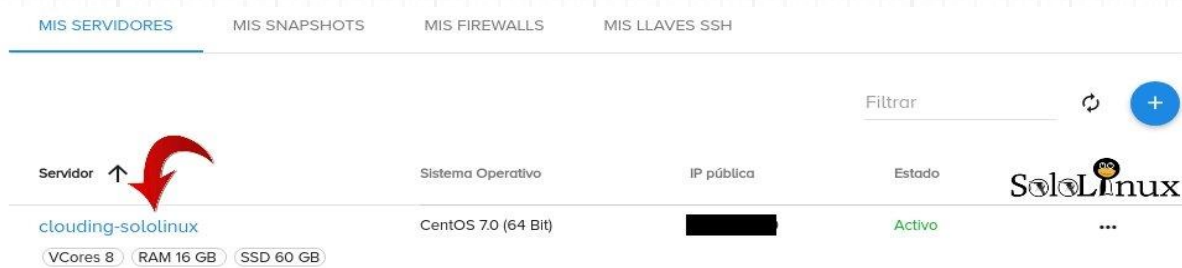 MIS SERVIDORES MIS SNAPSHOTS MIS FIREWALLS MIS LLAVES SSH
Filtrar
Servidor Sistema Operativo IP pública Estado
SoloLinux
clouding-sololinux CentOS 7.0 (64 Bit) Activo
VCores 8 RAM 16 GB SSD 60 GB